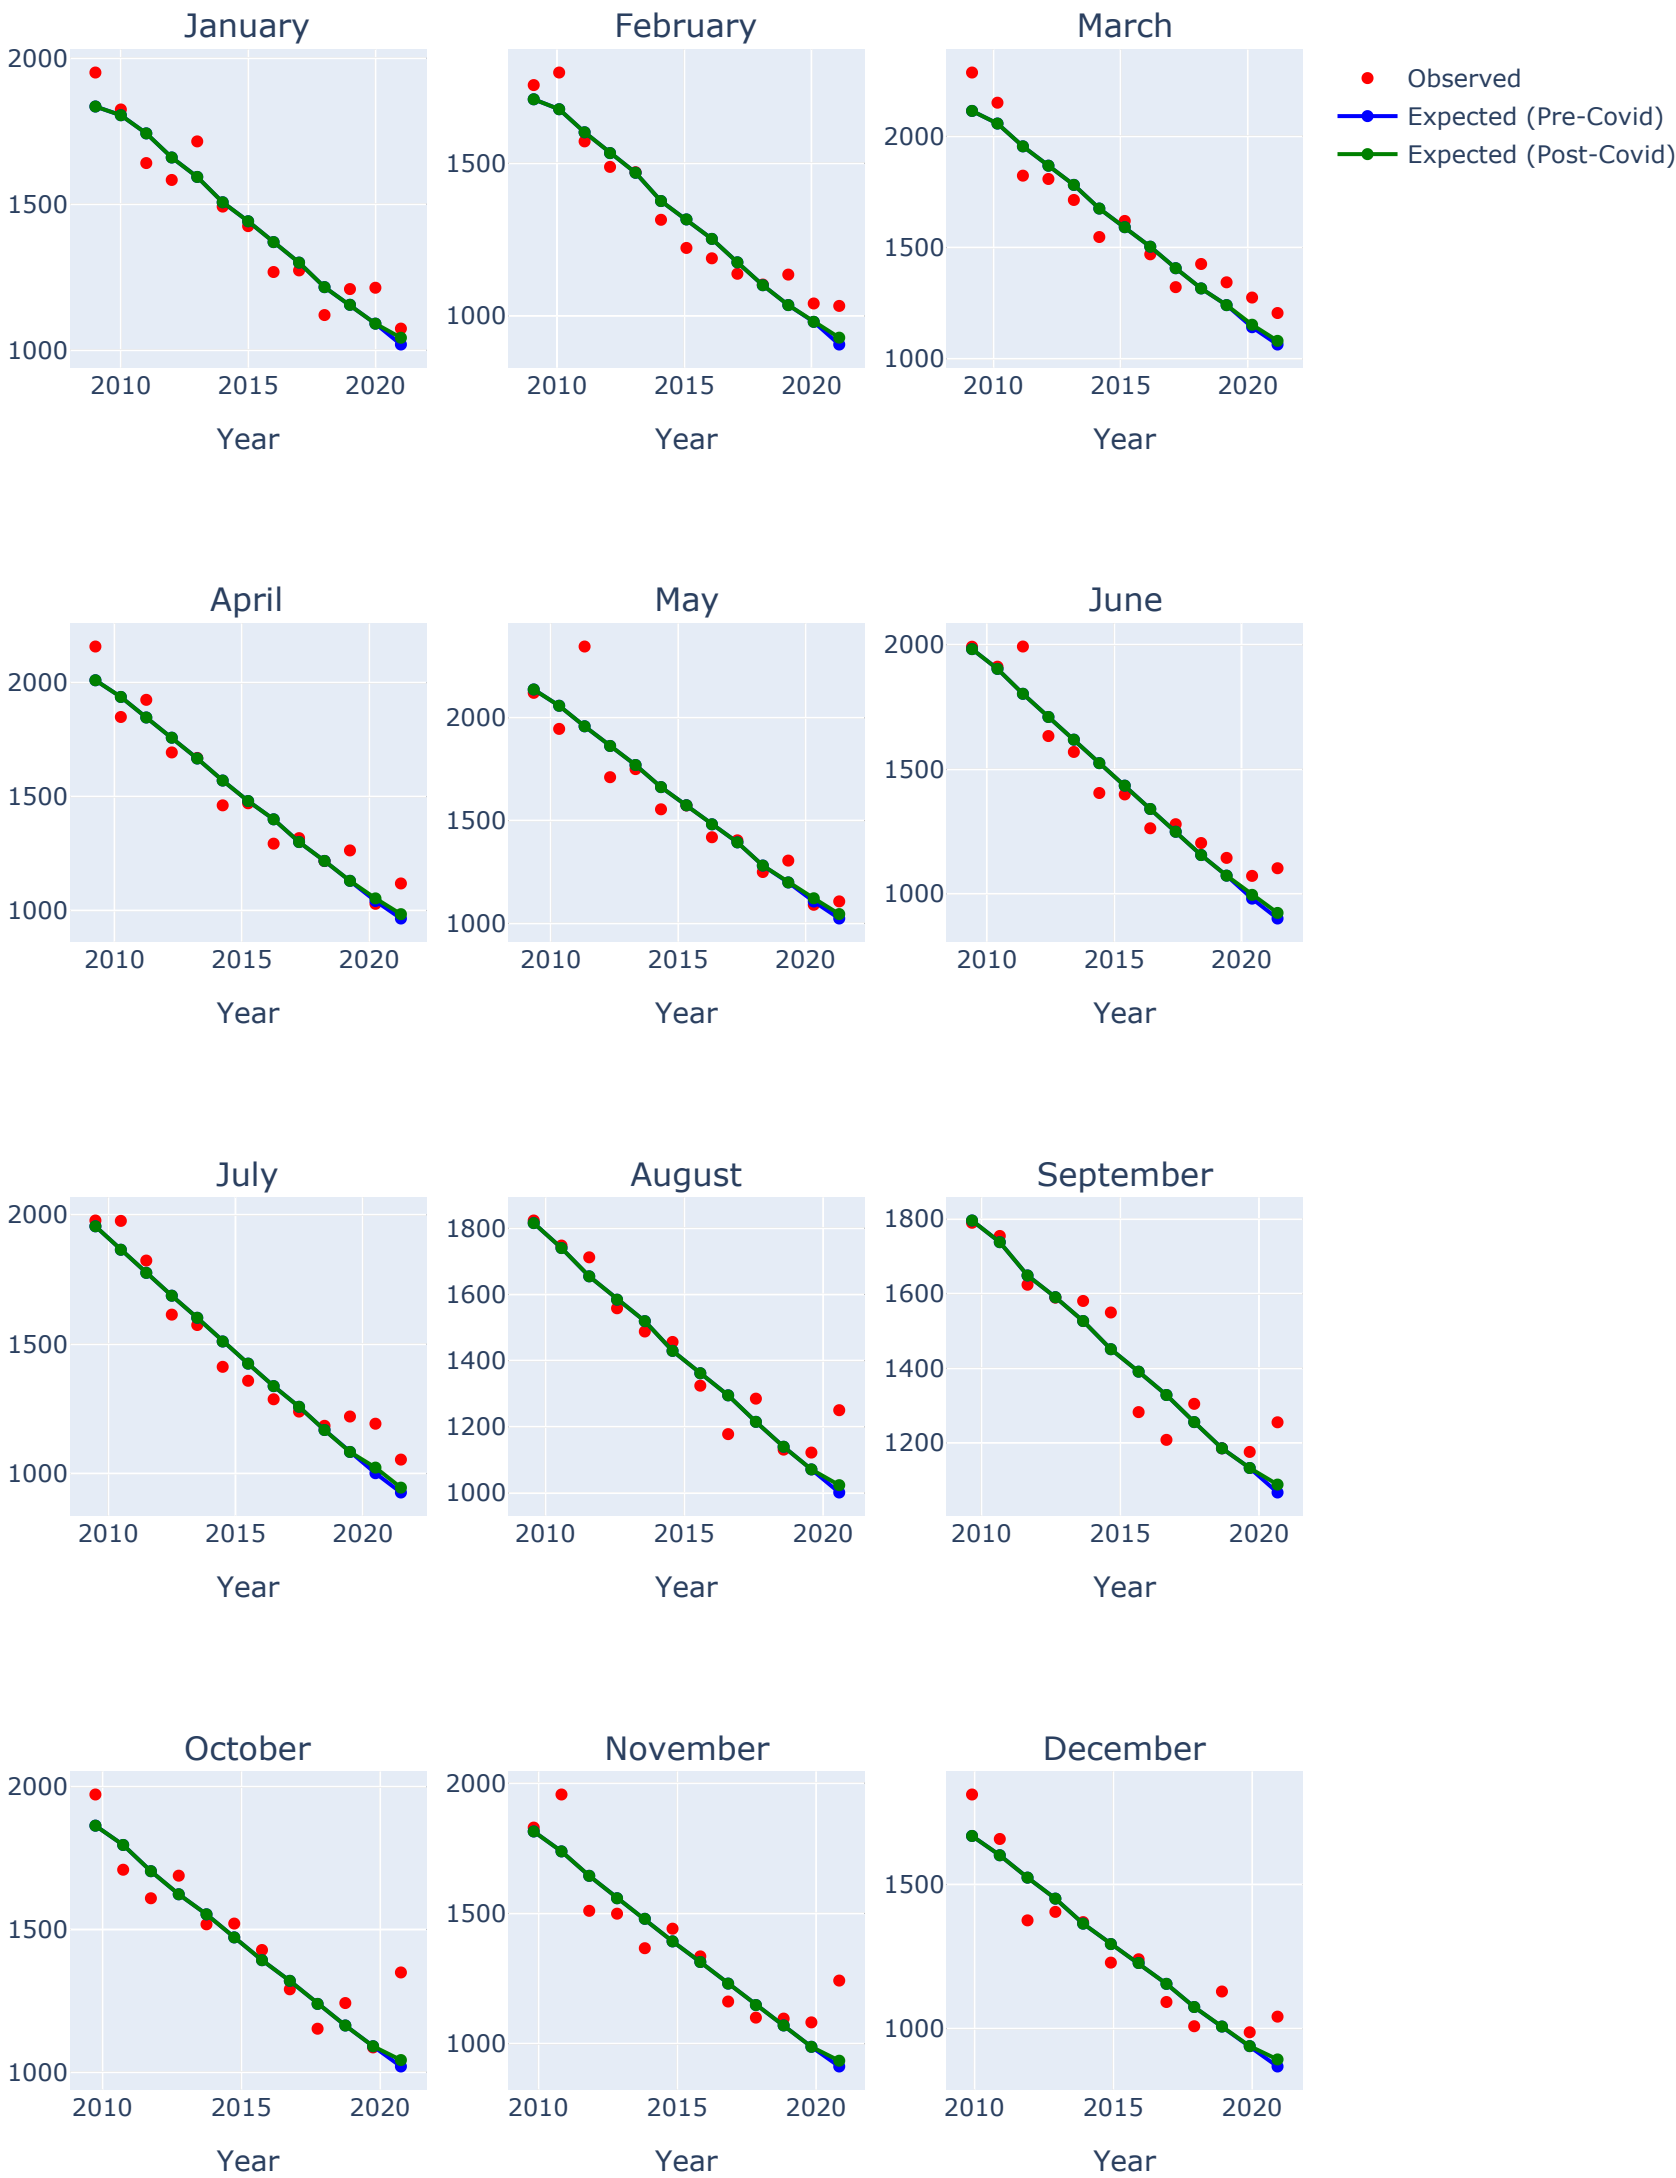 January
February
March
2000
1500
1000
2010
2015
2020
Year
1500
1000
2010
2015
2020
Year
2000
1500
1000
2010
2015
2020
Year
Observed
Expected (Pre-Covid)
Expected (Post-Covid)
April
May
June
2000
1500
1000
2010
2015
2020
Year
2000
1500
1000
2010
2015
2020
Year
2000
1500
1000
2010
2015
2020
Year
July
August
September
2000
1500
1000
2010
2015
2020
Year
1800
1600
1400
1200
1000
2010
2015
2020
Year
1800
1600
1400
1200
2010
2015
2020
Year
October
November
December
2000
1500
1000
2010
2015
2020
Year
2000
1500
1000
2010
2015
2020
Year
1500
1000
2010
2015
2020
Year